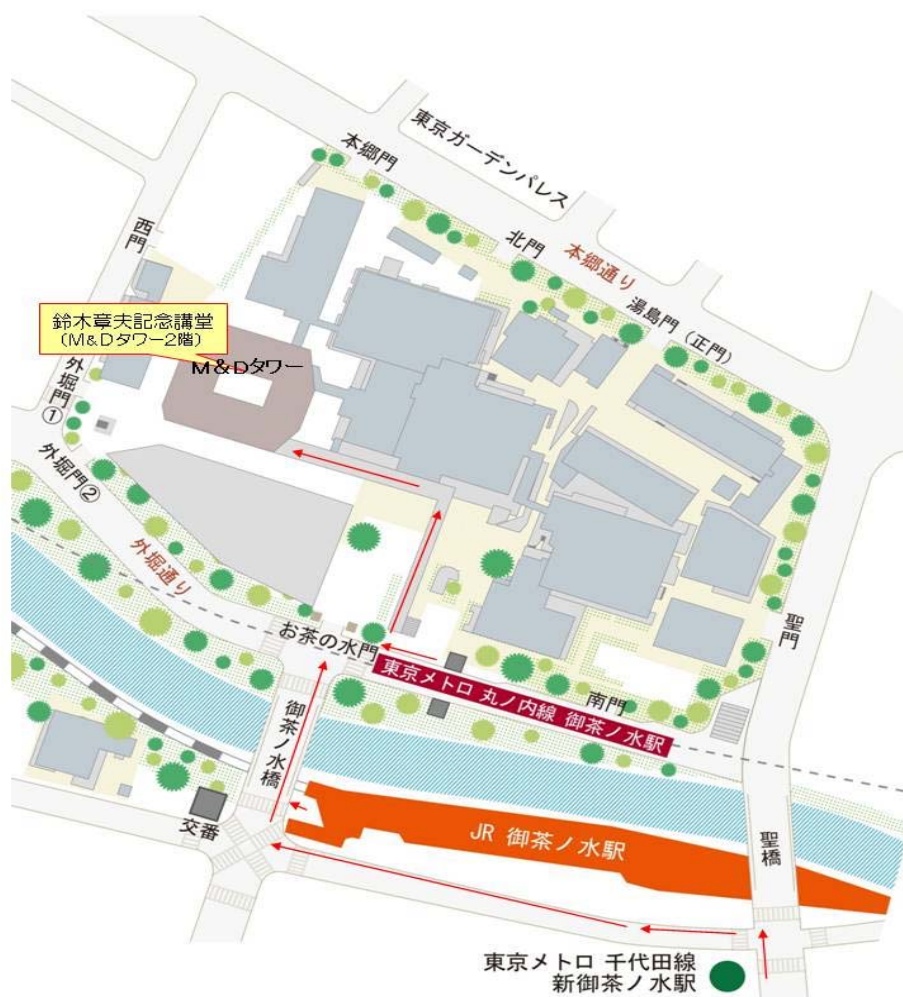 東京ガーデンパレス
本郷門
西門
北門
本郷通り
湯島門（正門）
鈴木章夫記念講堂
（M&Dタワー2階）
M&Dタワー
外堀門①
外堀門②
外堀通り
お茶の水門
東京メトロ 丸ノ内線 御茶ノ水駅
南門
聖門
御茶ノ水橋
交番
JR 御茶ノ水駅
聖橋
東京メトロ 千代田線
新御茶ノ水駅